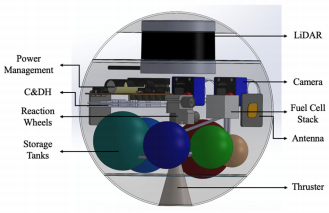 Power
Management
C&DH
Reaction
Wheels
Storage
Tanks
LiDAR
Camera
Fuel Cell
Stack
Antenna
Thruster